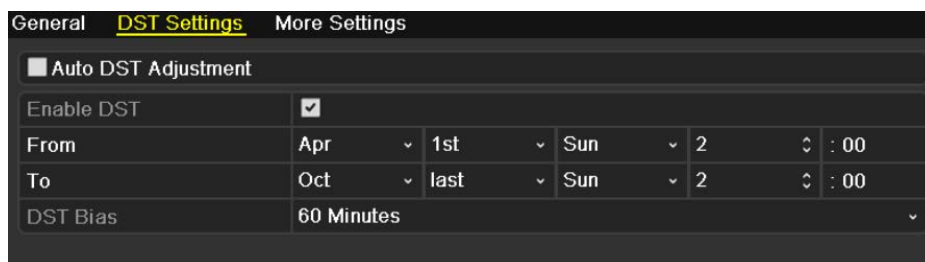 General DST Settings More Settings
Auto DST Adjustment
Enable DST
From Apr 1st Sun 2 : 00
To Oct last Sun 2 : 00
DST Bias 60 Minutes